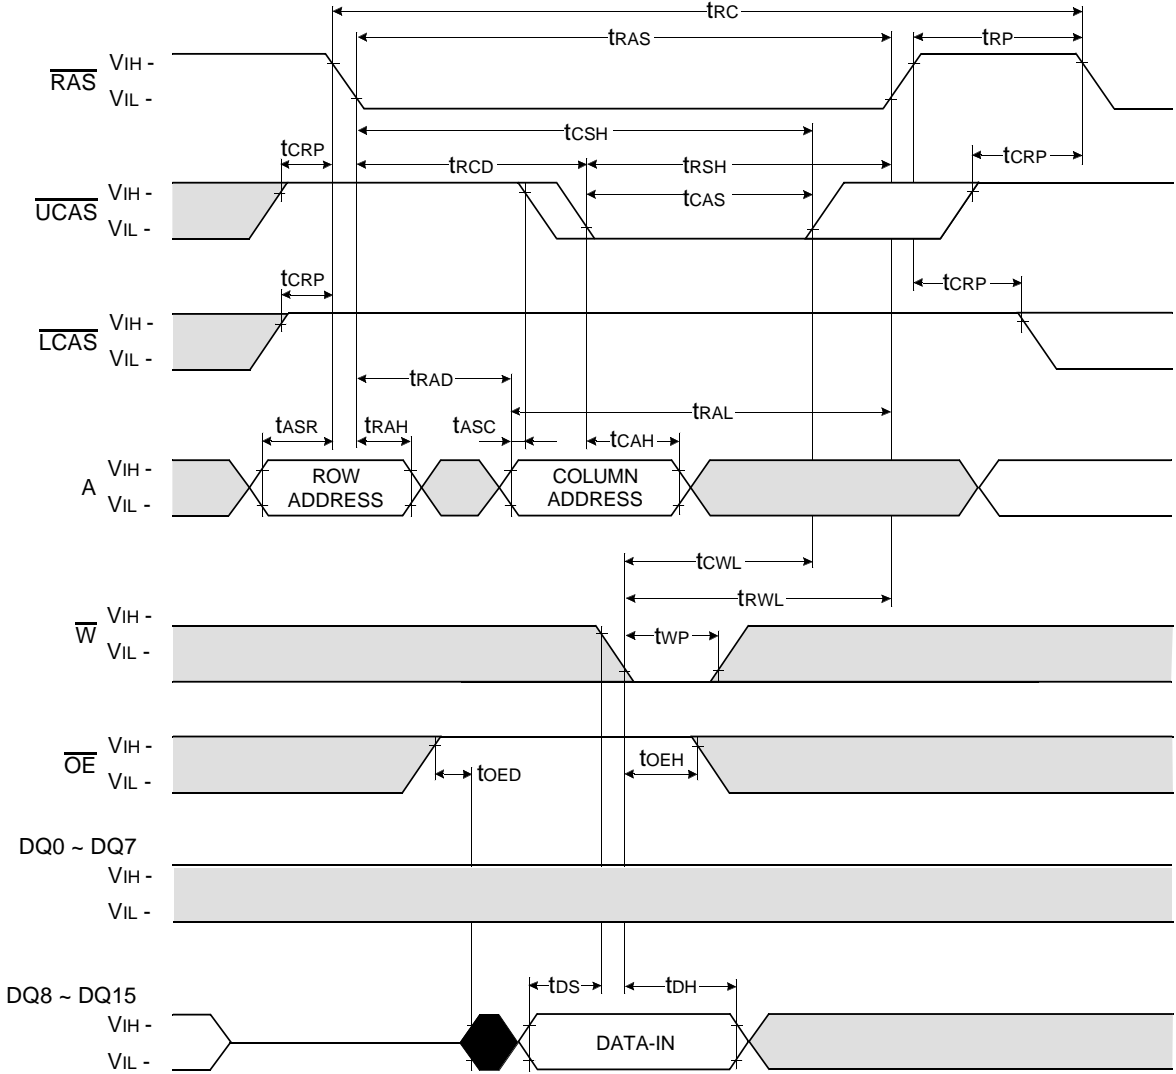 tRC
tRAS
tRP
RAS
VIH -
VIL -
tCSH
tCRP
tRCD
tRSH
tCRP
UCAS
VIH -
VIL -
tCAS
tCRP
tCRP
LCAS
VIH -
VIL -
tRAD
tRAL
tASR
tRAH
tASC
tCAH
A
VIH -
VIL -
ROW
ADDRESS
COLUMN
ADDRESS
tCWL
tRWL
W
VIH -
VIL -
tWP
OE
VIH -
VIL -
tOED
tOEH
DQ0 ~ DQ7
VIH -
VIL -
DQ8 ~ DQ15
VIH -
VIL -
tDS
tDH
DATA-IN